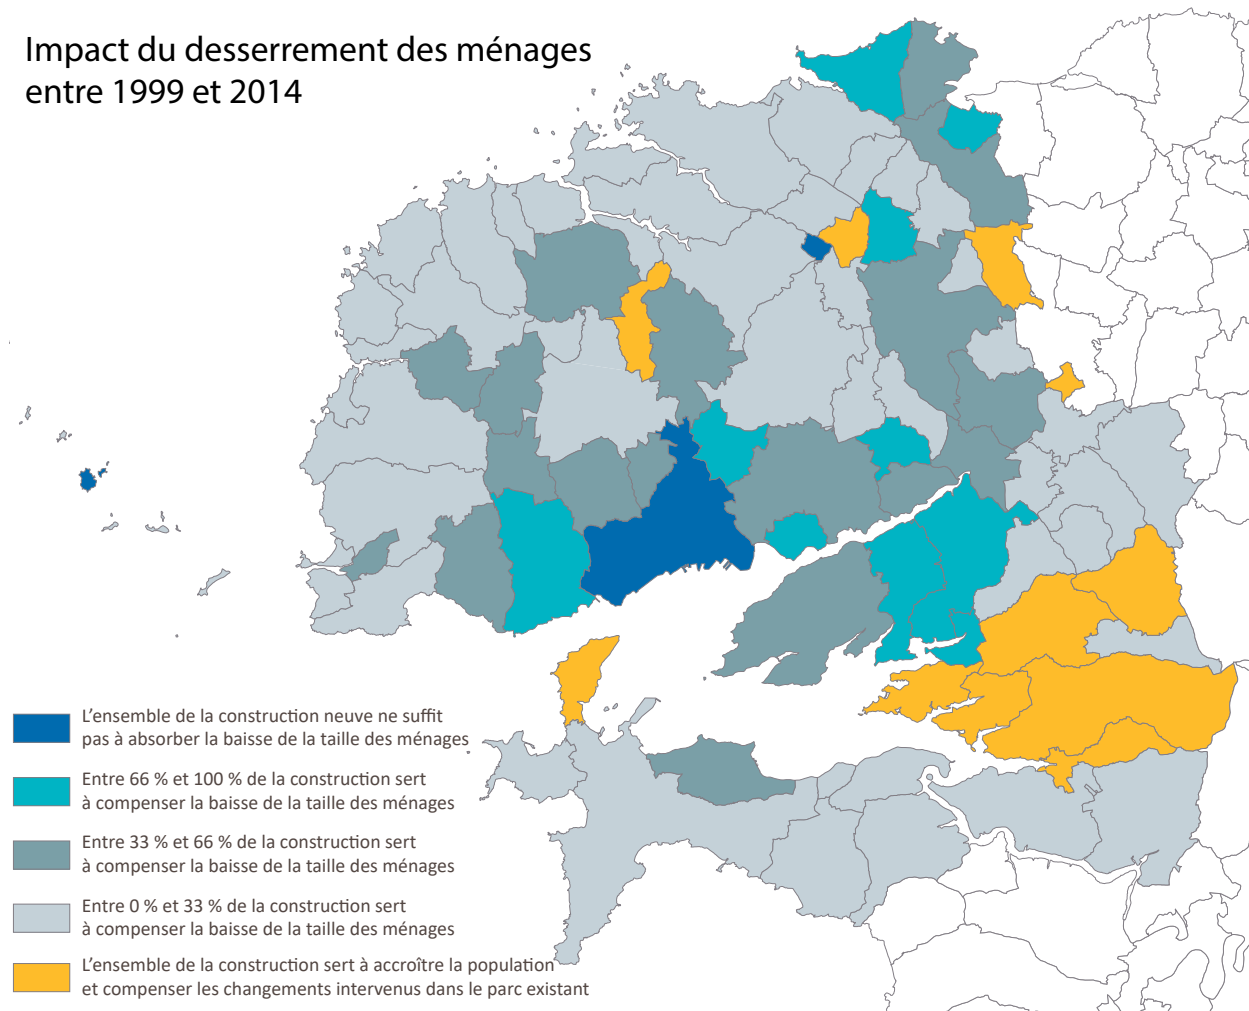 Impact du desserrement des ménages
entre 1999 et 2014
L'ensemble de la construction neuve ne suffit
pas à absorber la baisse de la taille des ménages
Entre 66 % et 100 % de la construction sert
à compenser la baisse de la taille des ménages
Entre 33 % et 66 % de la construction sert
à compenser la baisse de la taille des ménages
Entre 0 % et 33 % de la construction sert
à compenser la baisse de la taille des ménages
L'ensemble de la construction sert à accroître la population
et compenser les changements intervenus dans le parc existant